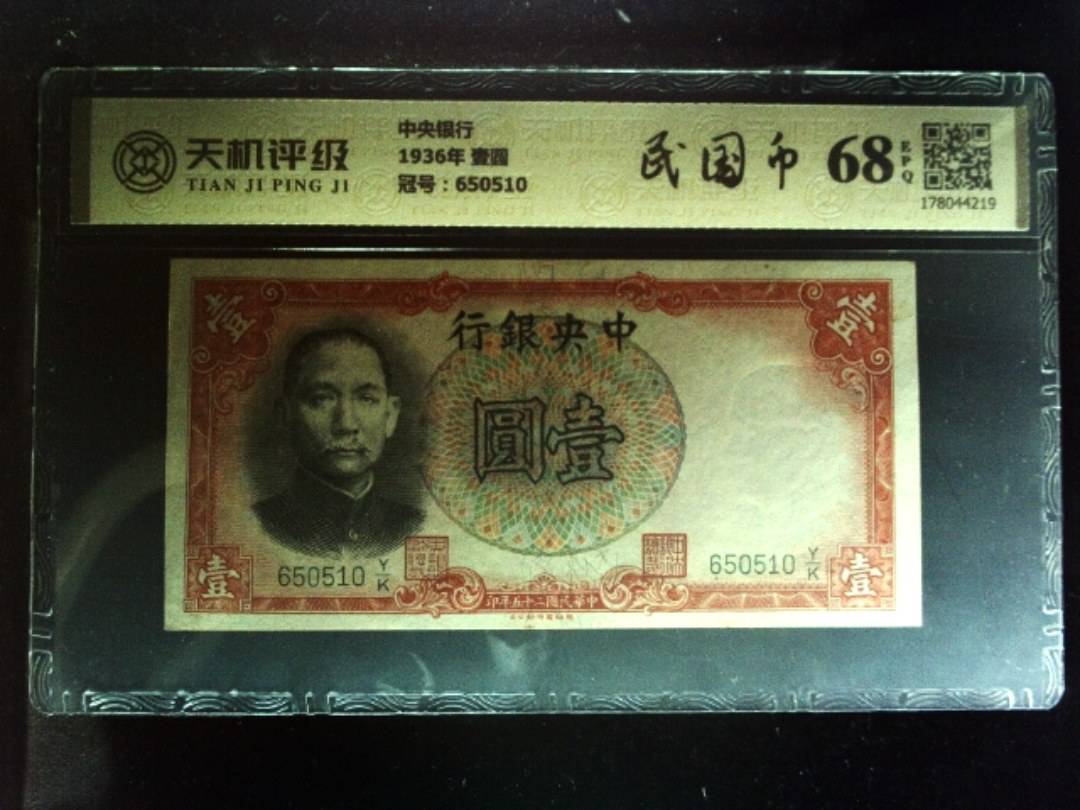 天机评级
TIAN JI PING JI
中央银行
1936年 壹圆
冠号：650510
民国币
68
EPQ
178044219
壹
壹
行銀央中
圓壹
650510 Y/K
650510 Y/K
壹
壹
印年五十二國民華中